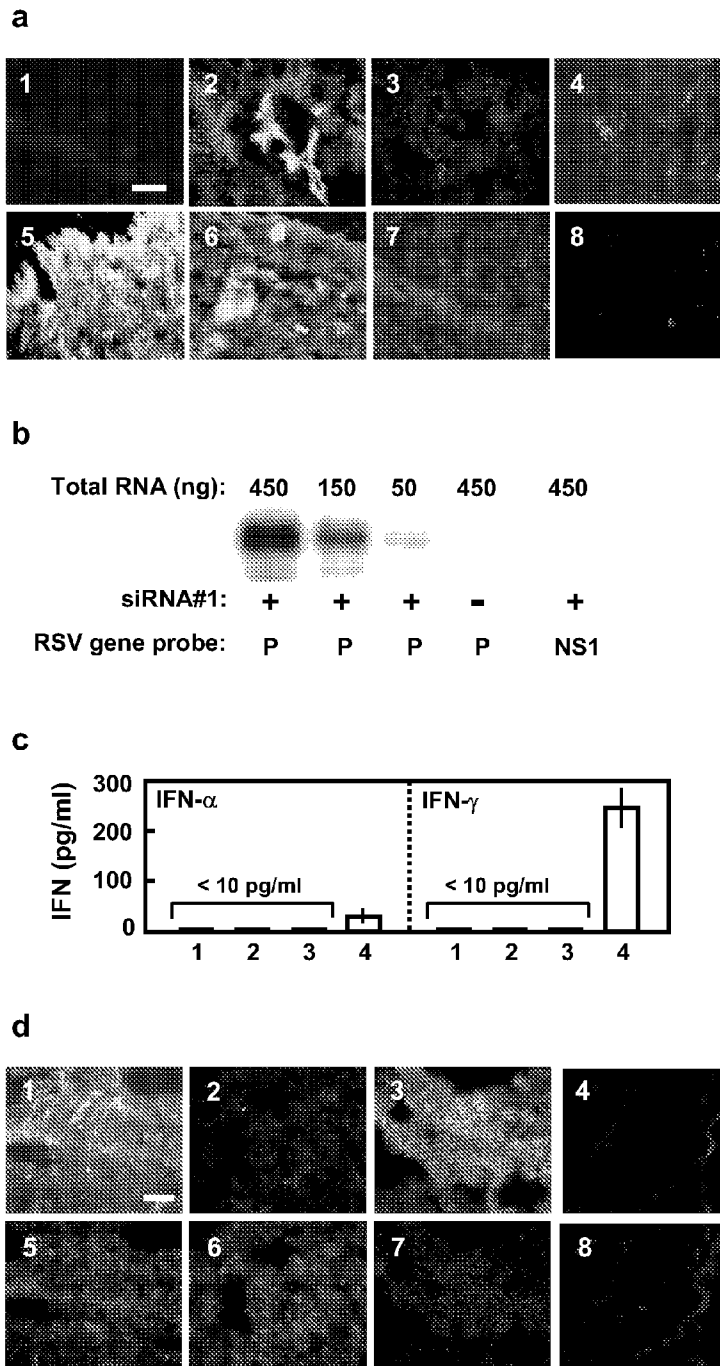 a
1 2 3 4
5 6 7 8
b
Total RNA (ng): 450 150 50 450 450
siRNA#1: + + + - +
RSV gene probe: P P P P NS1
c
300
200
100
0
IFN (pg/ml)
IFN-α IFN-γ
< 10 pg/ml < 10 pg/ml
1 2 3 4 1 2 3 4
d
1 2 3 4
5 6 7 8